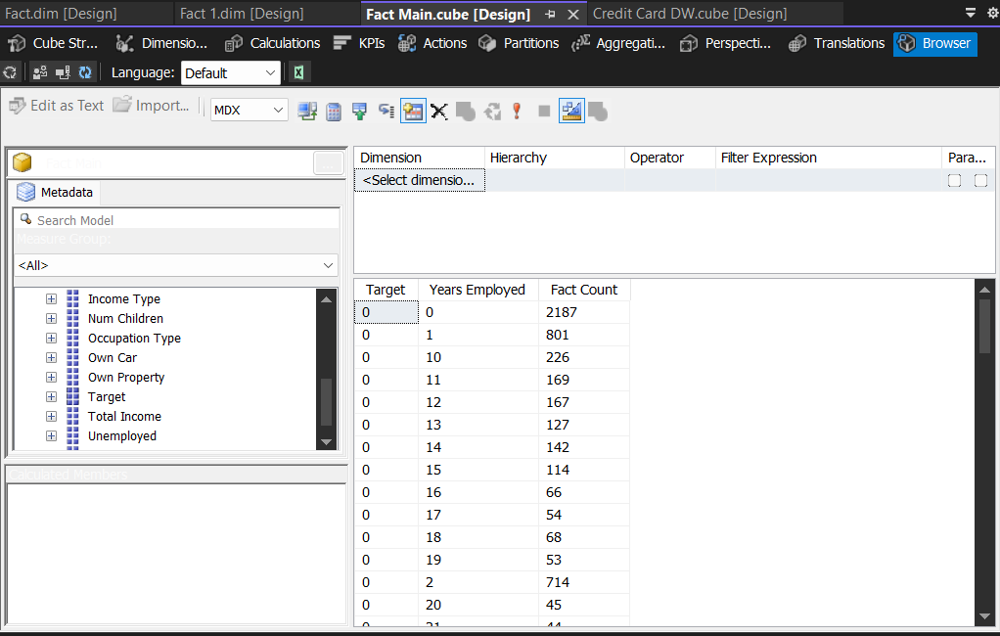 Fact.dim [Design] Fact 1.dim [Design] Fact Main.cube [Design] Credit Card DW.cube [Design]
Cube Str... Dimensio... Calculations KPIs Actions Partitions Aggregati... Perspecti... Translations Browser
Language: Default
Edit as Text Import... MDX
Fact Main
Metadata
Search Model
Measure Group:
<All>
Income Type
Num Children
Occupation Type
Own Car
Own Property
Target
Total Income
Unemployed
Calculated Members
Dimension Hierarchy Operator Filter Expression Para...
<Select dimensio...
Target Years Employed Fact Count
0 0 2187
0 1 801
0 10 226
0 11 169
0 12 167
0 13 127
0 14 142
0 15 114
0 16 66
0 17 54
0 18 68
0 19 53
0 2 714
0 20 45
0 21 44